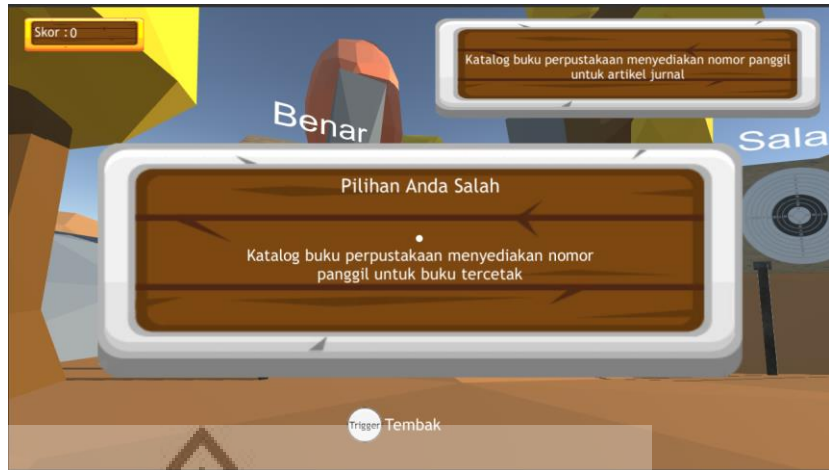 Skor : 0
Katalog buku perpustakaan menyediakan nomor panggil
untuk artikel jurnal
Benar
Sala
Pilihan Anda Salah
Katalog buku perpustakaan menyediakan nomor
panggil untuk buku tercetak
Trigger Tembak